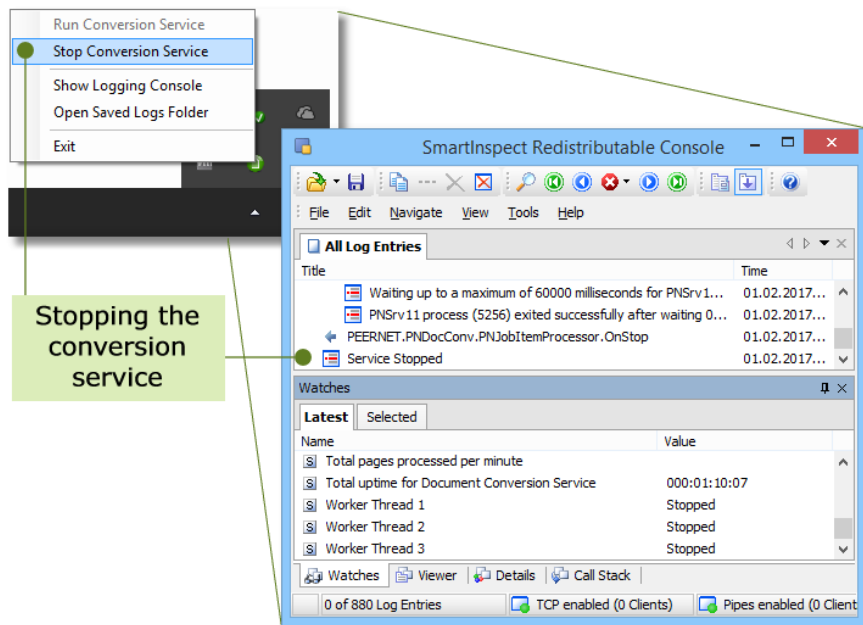 Run Conversion Service
Stop Conversion Service
Show Logging Console
Open Saved Logs Folder
Exit
SmartInspect Redistributable Console
File Edit Navigate View Tools Help
All Log Entries
Title Time
Waiting up to a maximum of 60000 milliseconds for PNSrv1... 01.02.2017...
PNSrv11 process (5256) exited successfully after waiting 0... 01.02.2017...
PEERNET.PNDocConv.PNJobItemProcessor.OnStop 01.02.2017...
Service Stopped 01.02.2017...
Stopping the
conversion
service
Watches
Latest Selected
Name Value
Total pages processed per minute
Total uptime for Document Conversion Service 000:01:10:07
Worker Thread 1 Stopped
Worker Thread 2 Stopped
Worker Thread 3 Stopped
Watches Viewer Details Call Stack
0 of 880 Log Entries TCP enabled (0 Clients) Pipes enabled (0 Client